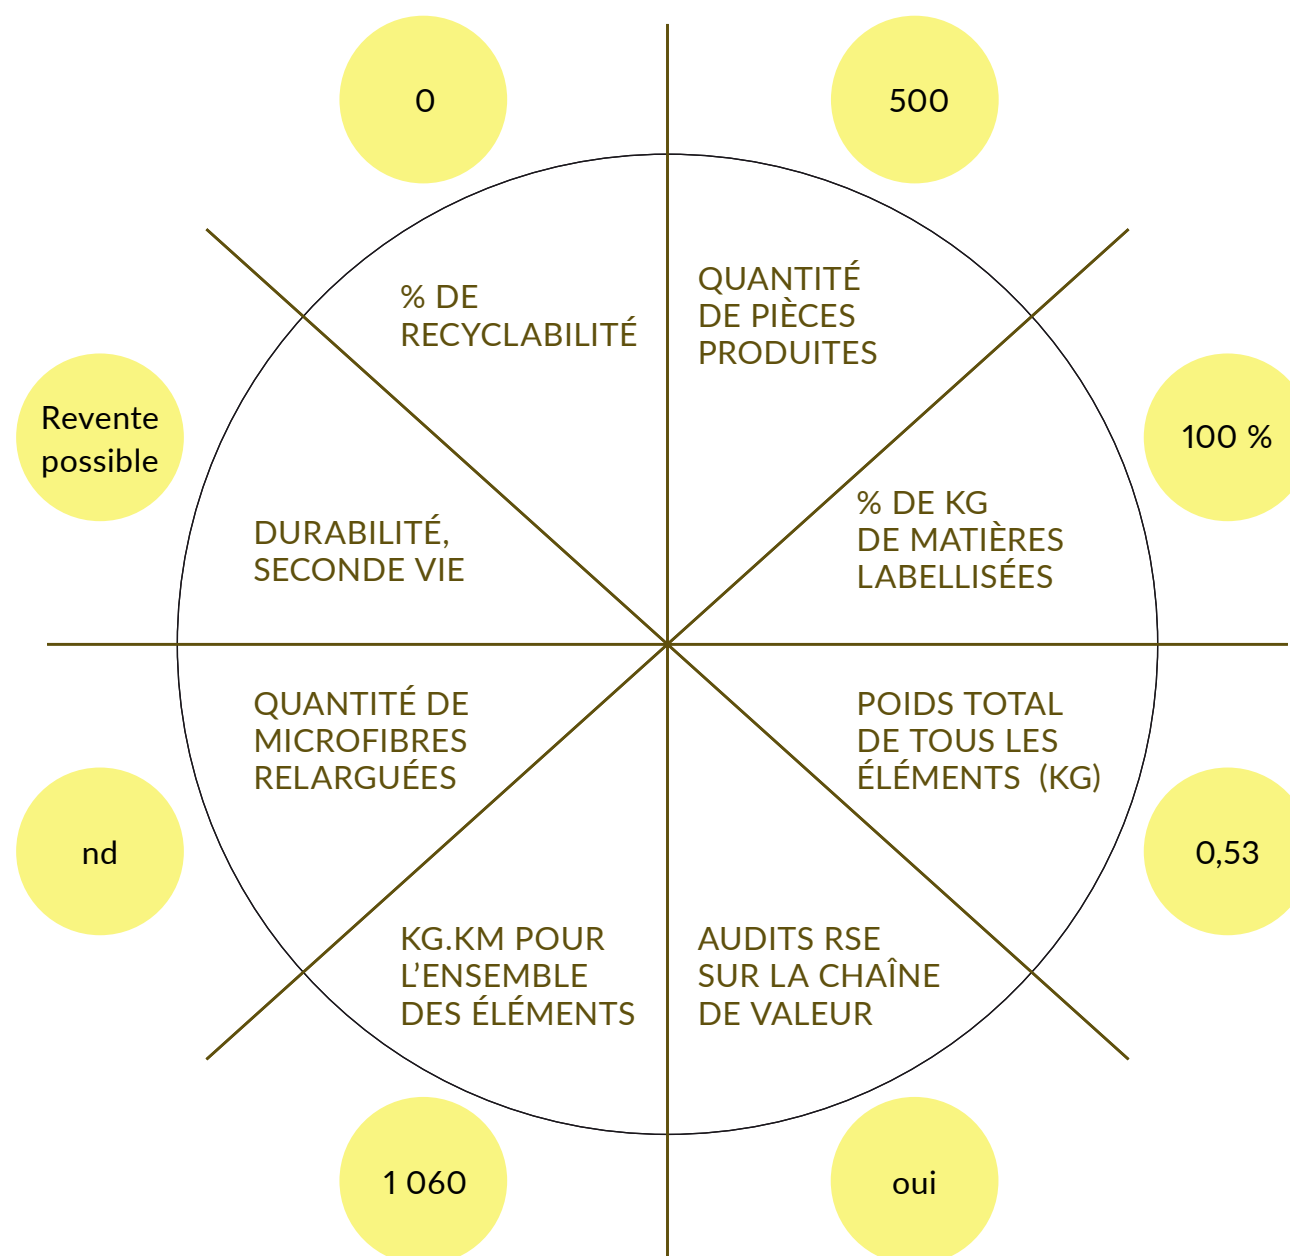 0
500
% DE
RECYCLABILITÉ
QUANTITÉ
DE PIÈCES
PRODUITES
Revente
possible
100 %
DURABILITÉ,
SECONDE VIE
% DE KG
DE MATIÈRES
LABELLISÉES
QUANTITÉ DE
MICROFIBRES
RELARGUÉES
POIDS TOTAL
DE TOUS LES
ÉLÉMENTS (KG)
nd
0,53
KG.KM POUR
L’ENSEMBLE
DES ÉLÉMENTS
AUDITS RSE
SUR LA CHAÎNE
DE VALEUR
1 060
oui